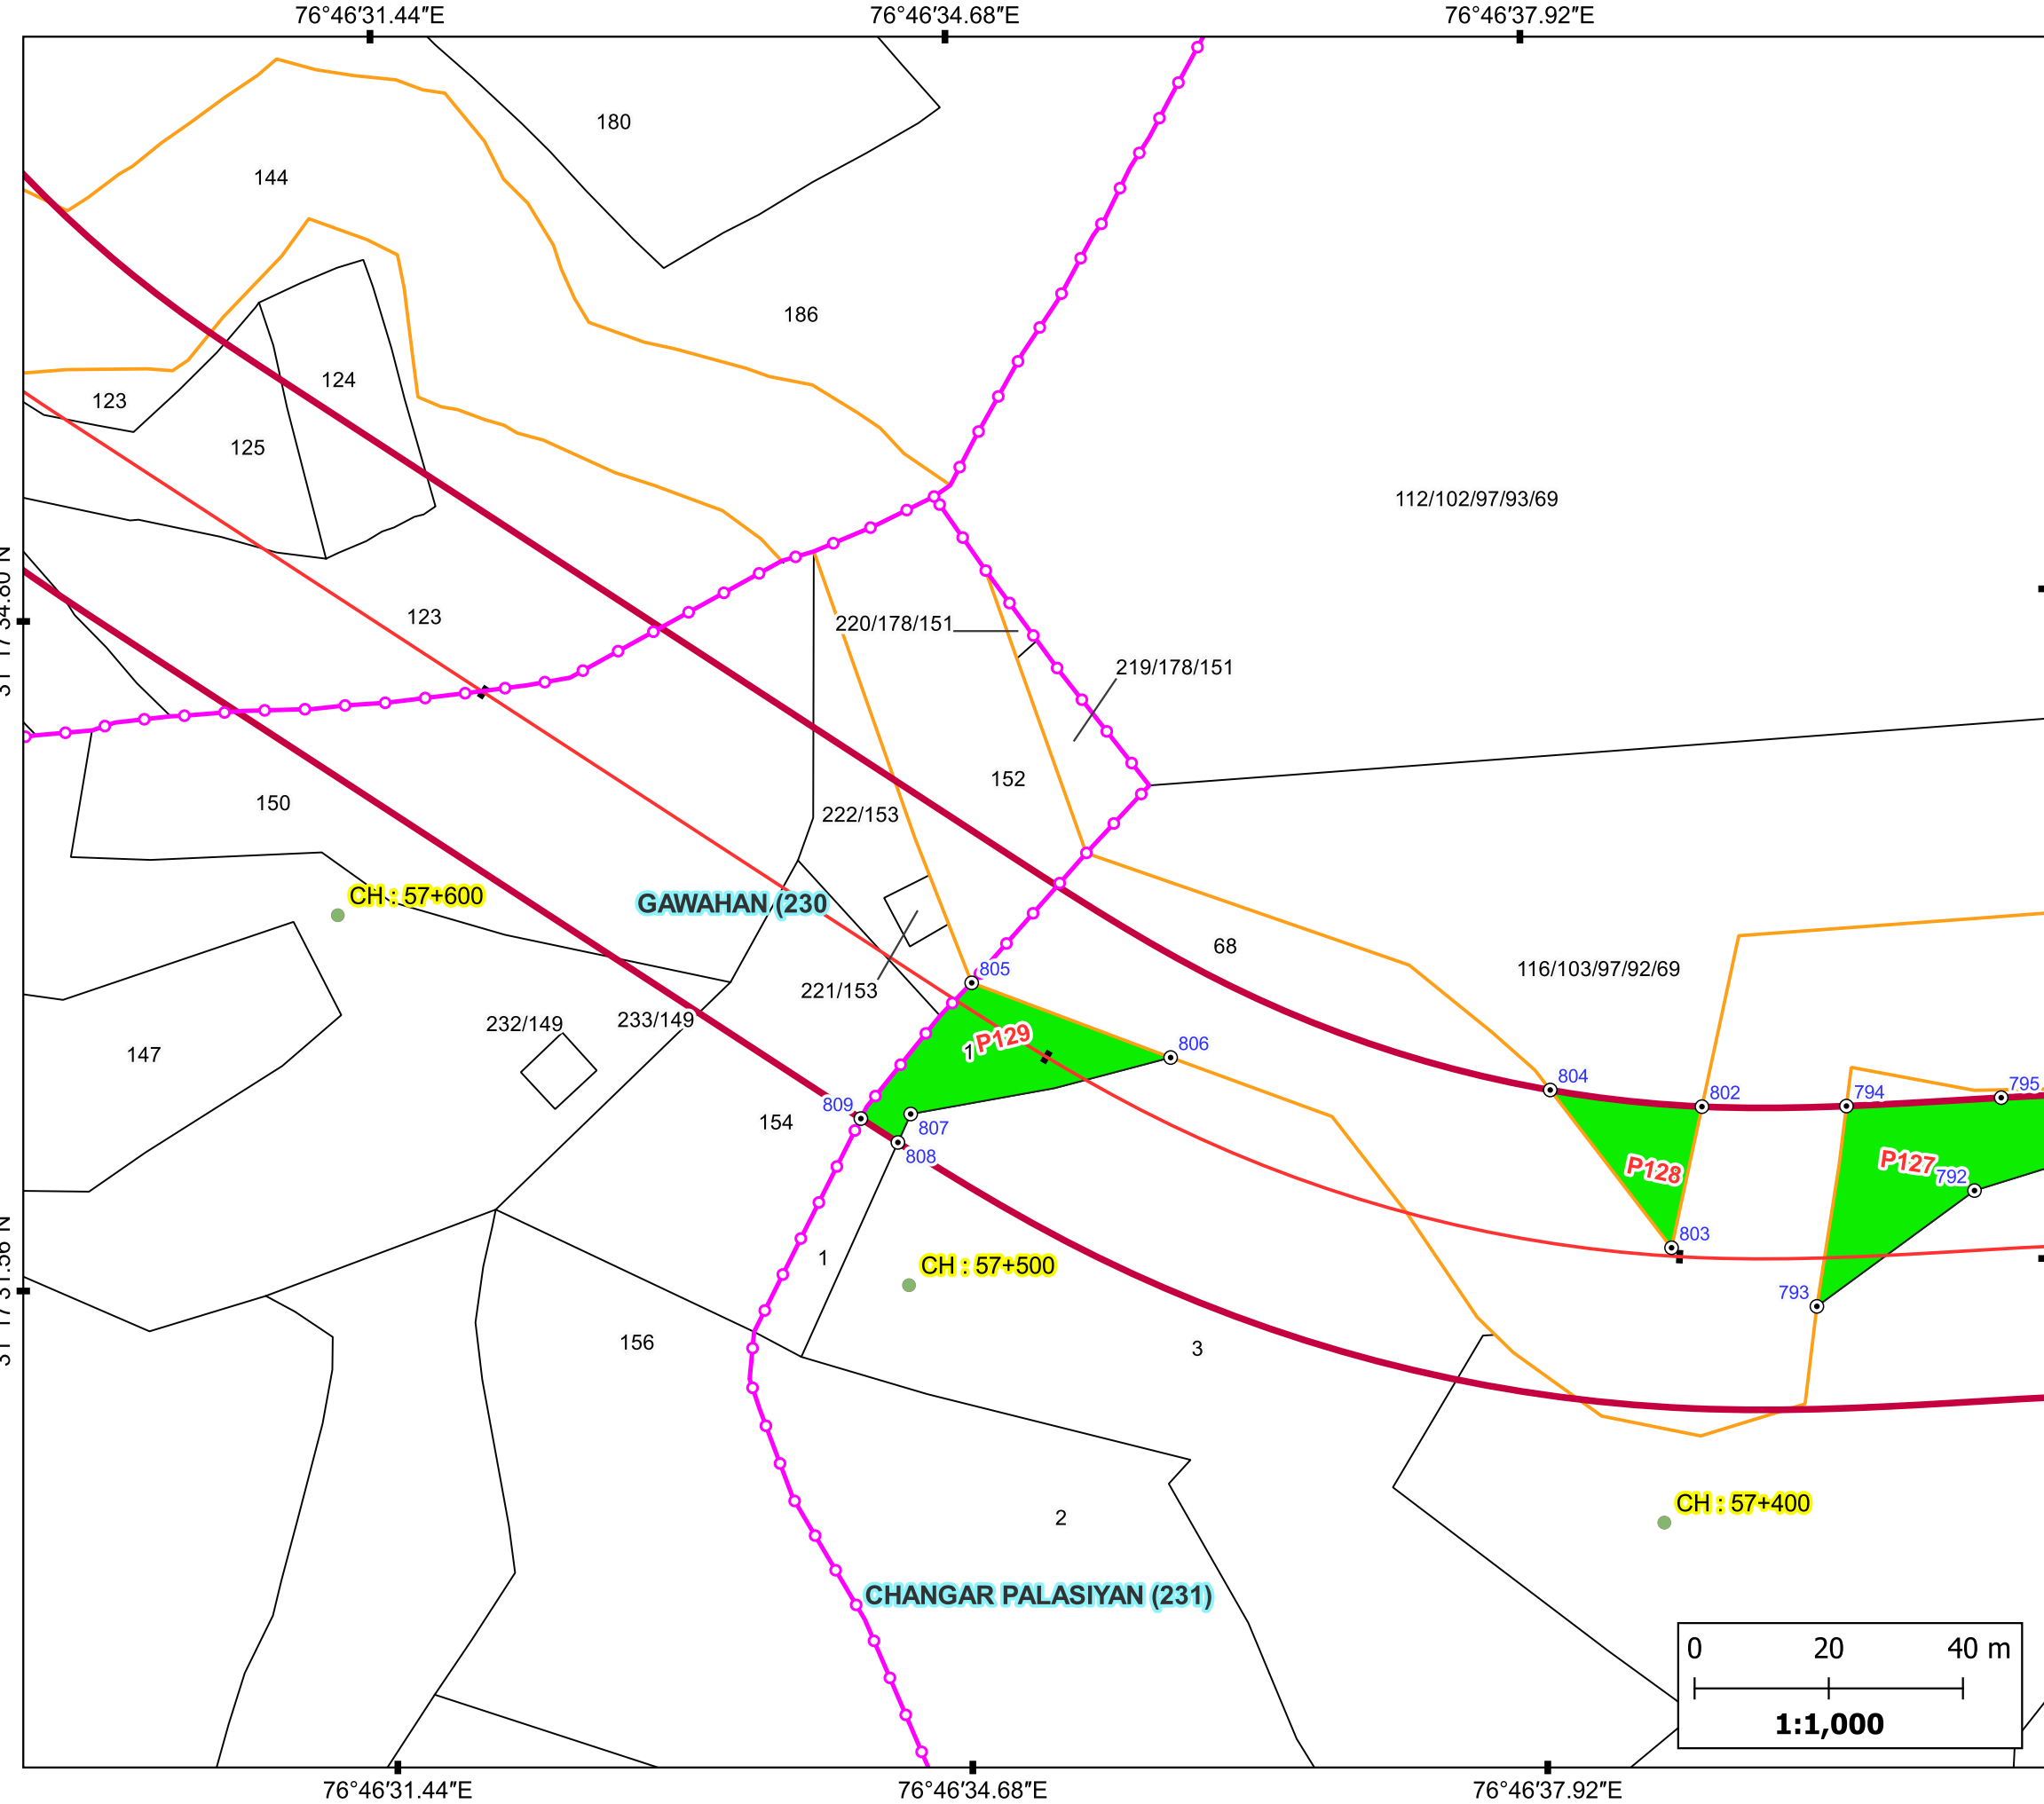 76°46′31.44″E
76°46′34.68″E
76°46′37.92″E
180
144
186
124
123
125
112/102/97/93/69
123
220/178/151
219/178/151
152
150
222/153
CH : 57+600
GAWAHAN (230
68
116/103/97/92/69
805
221/153
232/149
233/149
147
1
P129
806
804
802
794
795
809
154
807
808
P128
P127
792
803
793
1
CH : 57+500
156
3
CH : 57+400
2
CHANGAR PALASIYAN (231)
0 20 40 m
1:1,000
76°46′31.44″E
76°46′34.68″E
76°46′37.92″E